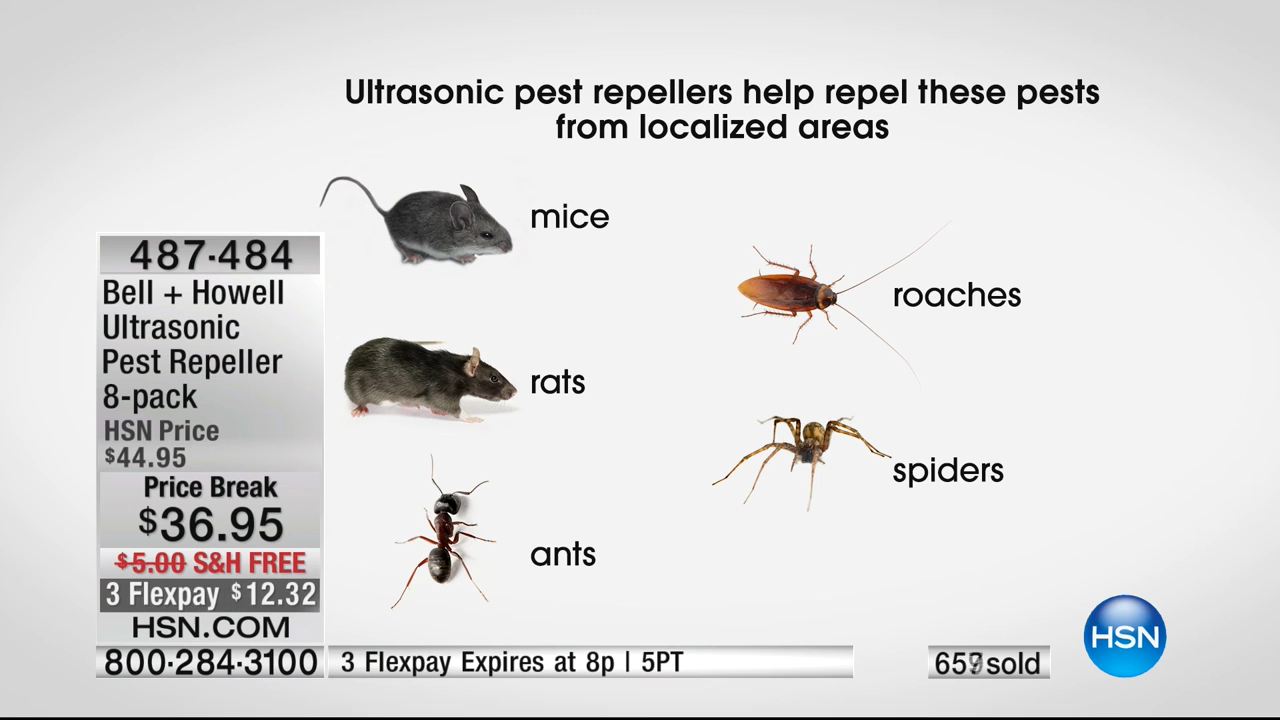 Ultrasonic pest repellers help repel these pests
from localized areas
mice
roaches
rats
spiders
ants
487·484
Bell + Howell
Ultrasonic
Pest Repeller
8-pack
HSN Price
$44.95
Price Break
$36.95
$5.00 S&H FREE
3 Flexpay $12.32
HSN.COM
800·284·3100
3 Flexpay Expires at 8p | 5PT
sold
HSN